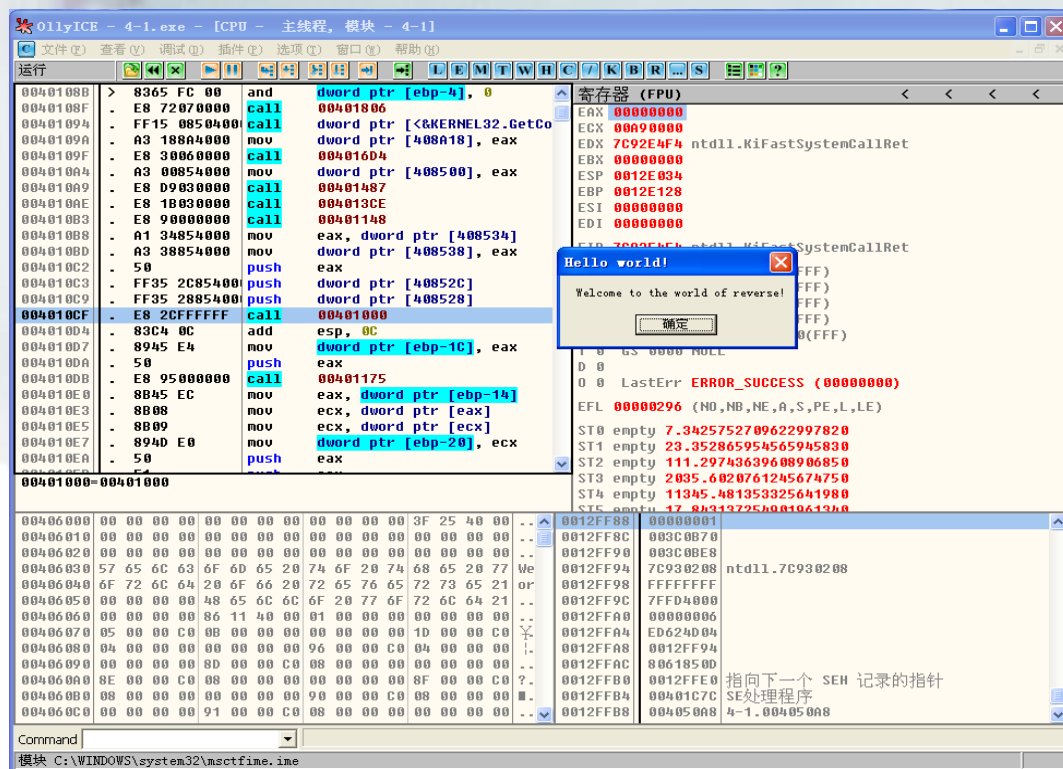 OllyICE - 4-1.exe - [CPU - 主线程, 模块 - 4-1]
C 文件(F) 查看(V) 调试(D) 插件(P) 选项(T) 窗口(W) 帮助(H)
运行 L E M T W H C / K B R ... S ?
0040108B > 8365 FC 00 and dword ptr [ebp-4], 0
0040108F . E8 72070000 call 00401806
00401094 . FF15 08504000 call dword ptr [<&KERNEL32.GetCo
0040109A . A3 188A4000 mov dword ptr [408A18], eax
0040109F . E8 30060000 call 004016D4
004010A4 . A3 00854000 mov dword ptr [408500], eax
004010A9 . E8 D9030000 call 00401487
004010AE . E8 1B030000 call 004013CE
004010B3 . E8 90000000 call 00401148
004010B8 . A1 34854000 mov eax, dword ptr [408534]
004010BD . A3 38854000 mov dword ptr [408538], eax
004010C2 . 50 push eax
004010C3 . FF35 2C85400 push dword ptr [40852C]
004010C9 . FF35 2885400 push dword ptr [408528]
004010CF . E8 2CFFFFFF call 00401000
004010D4 . 83C4 0C add esp, 0C
004010D7 . 8945 E4 mov dword ptr [ebp-1C], eax
004010DA . 50 push eax
004010DB . E8 95000000 call 00401175
004010E0 . 8B45 EC mov eax, dword ptr [ebp-14]
004010E3 . 8B08 mov ecx, dword ptr [eax]
004010E5 . 8B09 mov ecx, dword ptr [ecx]
004010E7 . 894D E0 mov dword ptr [ebp-20], ecx
004010EA . 50 push eax
00401000=00401000
寄存器 (FPU) < < < <
EAX 00000000
ECX 00A90000
EDX 7C92E4F4 ntdll.KiFastSystemCallRet
EBX 00000000
ESP 0012E034
EBP 0012E128
ESI 00000000
EDI 00000000
EIP 7C92E4F4 ntdll.KiFastSystemCallRet
FFF)
FFF)
FFF)
FFF)
0(FFF)
T 0 GS 0000 NULL
D 0
O 0 LastErr ERROR_SUCCESS (00000000)
EFL 00000296 (NO,NB,NE,A,S,PE,L,LE)
ST0 empty 7.3425752709622997820
ST1 empty 23.352865954565945830
ST2 empty 111.29743639608906850
ST3 empty 2035.6020761245674750
ST4 empty 11345.481353325641980
ST5 empty 17.843137254901961340
Hello world!
Welcome to the world of reverse!
确定
00406000 00 00 00 00 00 00 00 00 00 00 00 00 3F 25 40 00 ..
00406010 00 00 00 00 00 00 00 00 00 00 00 00 00 00 00 00 ..
00406020 00 00 00 00 00 00 00 00 00 00 00 00 00 00 00 00 ..
00406030 57 65 6C 63 6F 6D 65 20 74 6F 20 74 68 65 20 77 We
00406040 6F 72 6C 64 20 6F 66 20 72 65 76 65 72 73 65 21 or
00406050 00 00 00 00 48 65 6C 6C 6F 20 77 6F 72 6C 64 21 ..
00406060 00 00 00 00 86 11 40 00 01 00 00 00 00 00 00 00 ..
00406070 05 00 00 C0 0B 00 00 00 00 00 00 00 1D 00 00 C0
00406080 04 00 00 00 00 00 00 00 96 00 00 C0 04 00 00 00
00406090 00 00 00 00 8D 00 00 C0 08 00 00 00 00 00 00 00 ..
004060A0 8E 00 00 C0 08 00 00 00 00 00 00 00 8F 00 00 C0 ?.
004060B0 08 00 00 00 00 00 00 00 90 00 00 C0 08 00 00 00
004060C0 00 00 00 00 91 00 00 C0 08 00 00 00 00 00 00 00 ..
0012FF88 00000001
0012FF8C 003C0B70
0012FF90 003C0BE8
0012FF94 7C930208 ntdll.7C930208
0012FF98 FFFFFFFF
0012FF9C 7FFD4000
0012FFA0 00000006
0012FFA4 ED624D04
0012FFA8 0012FF94
0012FFAC 8061850D
0012FFB0 0012FFE0 指向下一个 SEH 记录的指针
0012FFB4 00401C7C SE处理程序
0012FFB8 004050A8 4-1.004050A8
Command
模块 C:\WINDOWS\system32\msctfime.ime